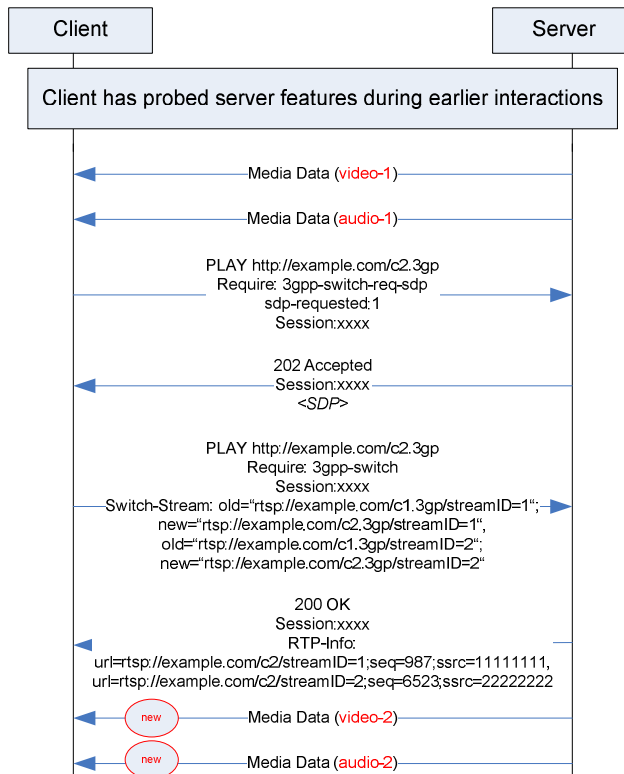 Client
Server
Client has probed server features during earlier interactions
Media Data (video-1)
Media Data (audio-1)
PLAY http://example.com/c2.3gp
Require: 3gpp-switch-req-sdp
sdp-requested:1
Session:xxxx
202 Accepted
Session:xxxx
<SDP>
PLAY http://example.com/c2.3gp
Require: 3gpp-switch
Session:xxxx
Switch-Stream: old=“rtsp://example.com/c1.3gp/streamID=1“;
new=“rtsp://example.com/c2.3gp/streamID=1“,
old=“rtsp://example.com/c1.3gp/streamID=2“;
new=“rtsp://example.com/c2.3gp/streamID=2“
200 OK
Session:xxxx
RTP-Info:
url=rtsp://example.com/c2/streamID=1;seq=987;ssrc=11111111,
url=rtsp://example.com/c2/streamID=2;seq=6523;ssrc=22222222
new
Media Data (video-2)
new
Media Data (audio-2)